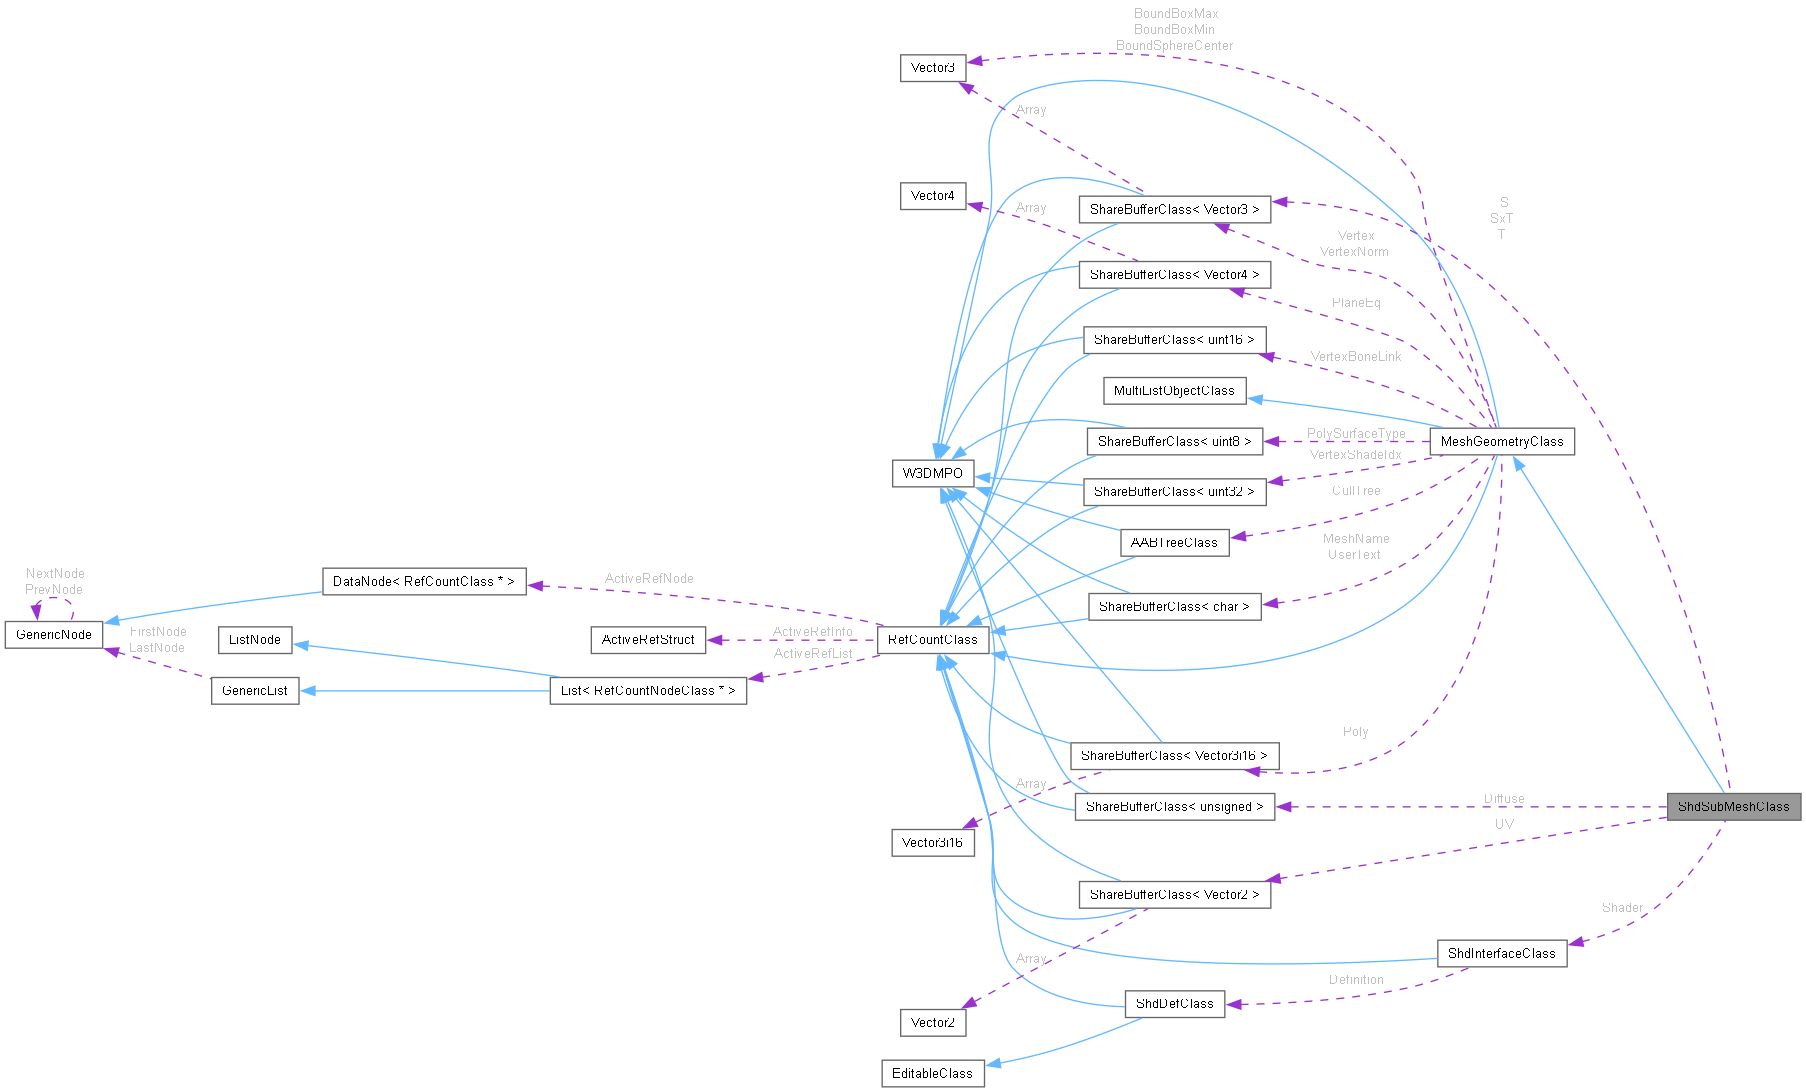 BoundBoxMax
BoundBoxMin
BoundSphereCenter
Vector3
Array
Vector4
Array
ShareBufferClass< Vector3 >
S
SxT
T
Vertex
VertexNorm
ShareBufferClass< Vector4 >
PlaneEq
ShareBufferClass< uint16 >
VertexBoneLink
MultiListObjectClass
ShareBufferClass< uint8 >
PolySurfaceType
MeshGeometryClass
VertexShadeIdx
W3DMPO
ShareBufferClass< uint32 >
CullTree
AABTreeClass
MeshName
UserText
NextNode
PrevNode
DataNode< RefCountClass * >
ActiveRefNode
ShareBufferClass< char >
GenericNode
FirstNode
LastNode
ListNode
ActiveRefStruct
ActiveRefInfo
RefCountClass
ActiveRefList
GenericList
List< RefCountNodeClass * >
Poly
ShareBufferClass< Vector3i16 >
Array
ShareBufferClass< unsigned >
Diffuse
ShdSubMeshClass
UV
Vector3i16
ShareBufferClass< Vector2 >
Shader
Array
ShdInterfaceClass
Definition
ShdDefClass
Vector2
EditableClass